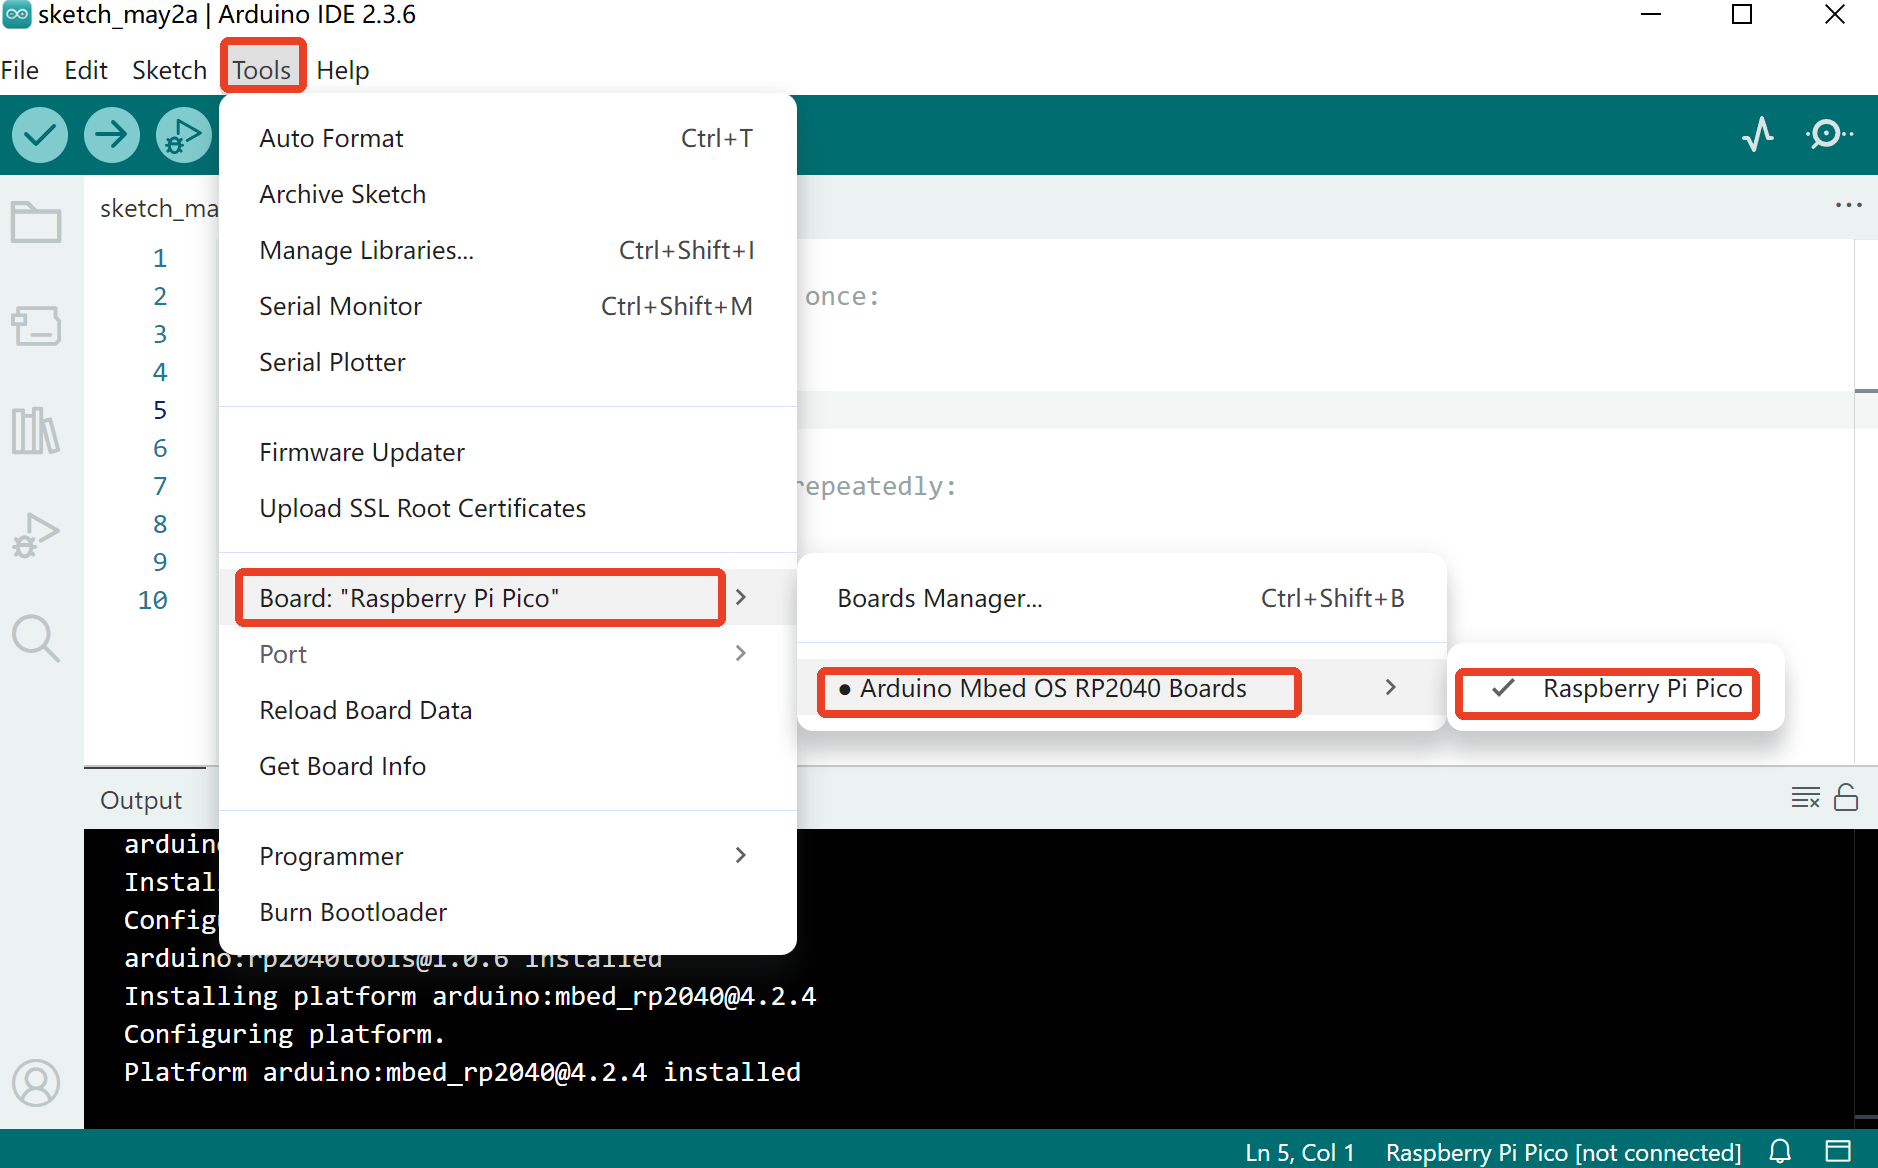 sketch_may2a | Arduino IDE 2.3.6
File Edit Sketch Tools Help
Auto Format Ctrl+T
Archive Sketch
Manage Libraries... Ctrl+Shift+I
Serial Monitor Ctrl+Shift+M
Serial Plotter
Firmware Updater
Upload SSL Root Certificates
Board: "Raspberry Pi Pico"
Port
Reload Board Data
Get Board Info
Programmer
Burn Bootloader
Boards Manager... Ctrl+Shift+B
• Arduino Mbed OS RP2040 Boards
✓ Raspberry Pi Pico
sketch_ma
...
1
2 once:
3
4
5
6
7 repeatedly:
8
9
10
Output
arduin
Instal
Config
arduino:rp2040tools@1.0.6 installed
Installing platform arduino:mbed_rp2040@4.2.4
Configuring platform.
Platform arduino:mbed_rp2040@4.2.4 installed
Ln 5, Col 1 Raspberry Pi Pico [not connected]